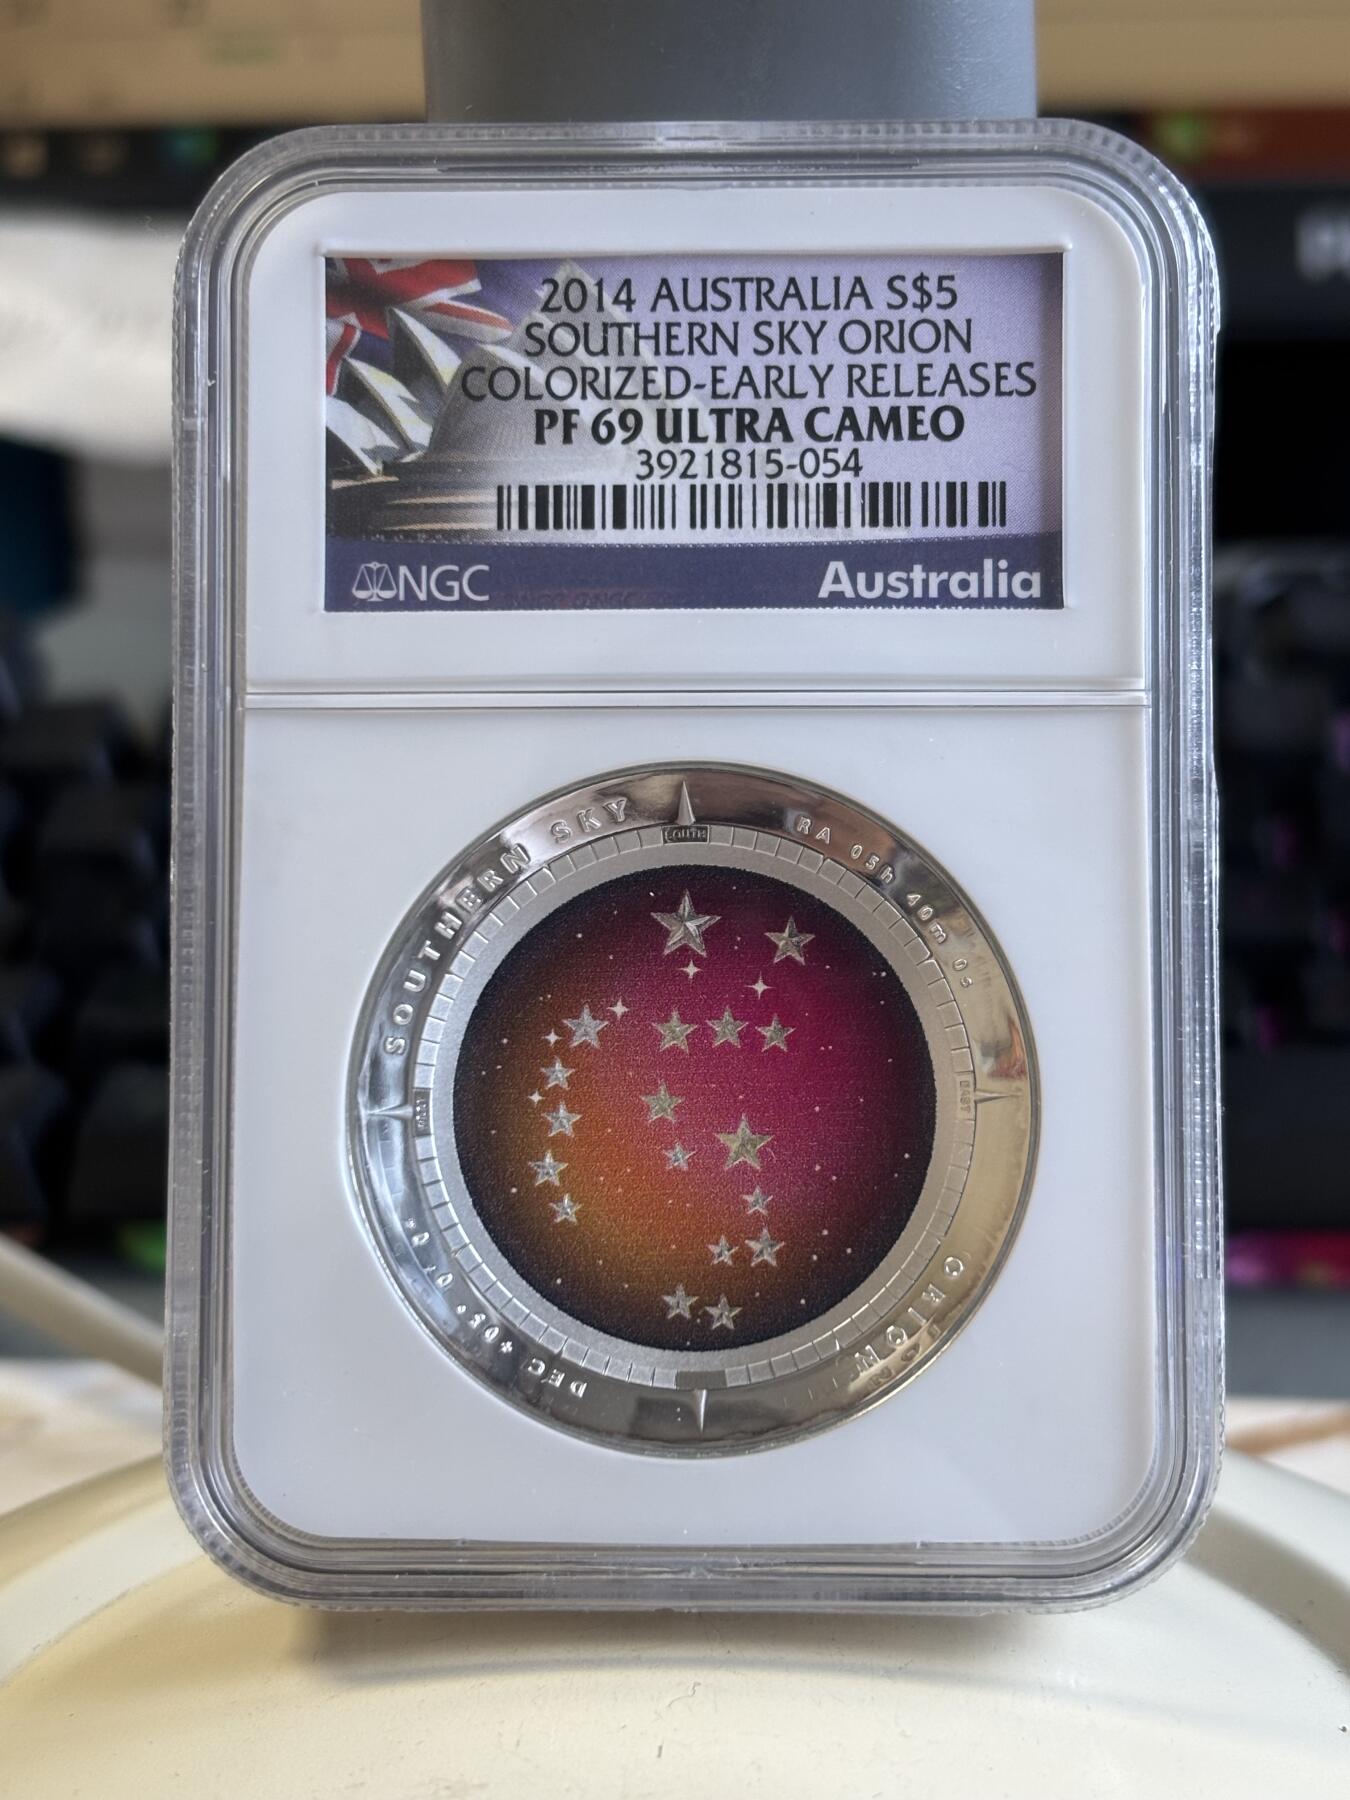 2014 AUSTRALIA S$5
SOUTHERN SKY ORION
COLORIZED-EARLY RELEASES
PF 69 ULTRA CAMEO
3921815-054
NGC
Australia
SOUTHERN SKY
SOUTH
RA 05h 40m 0s
EAST
ORION
DEC +05° 0' 0"